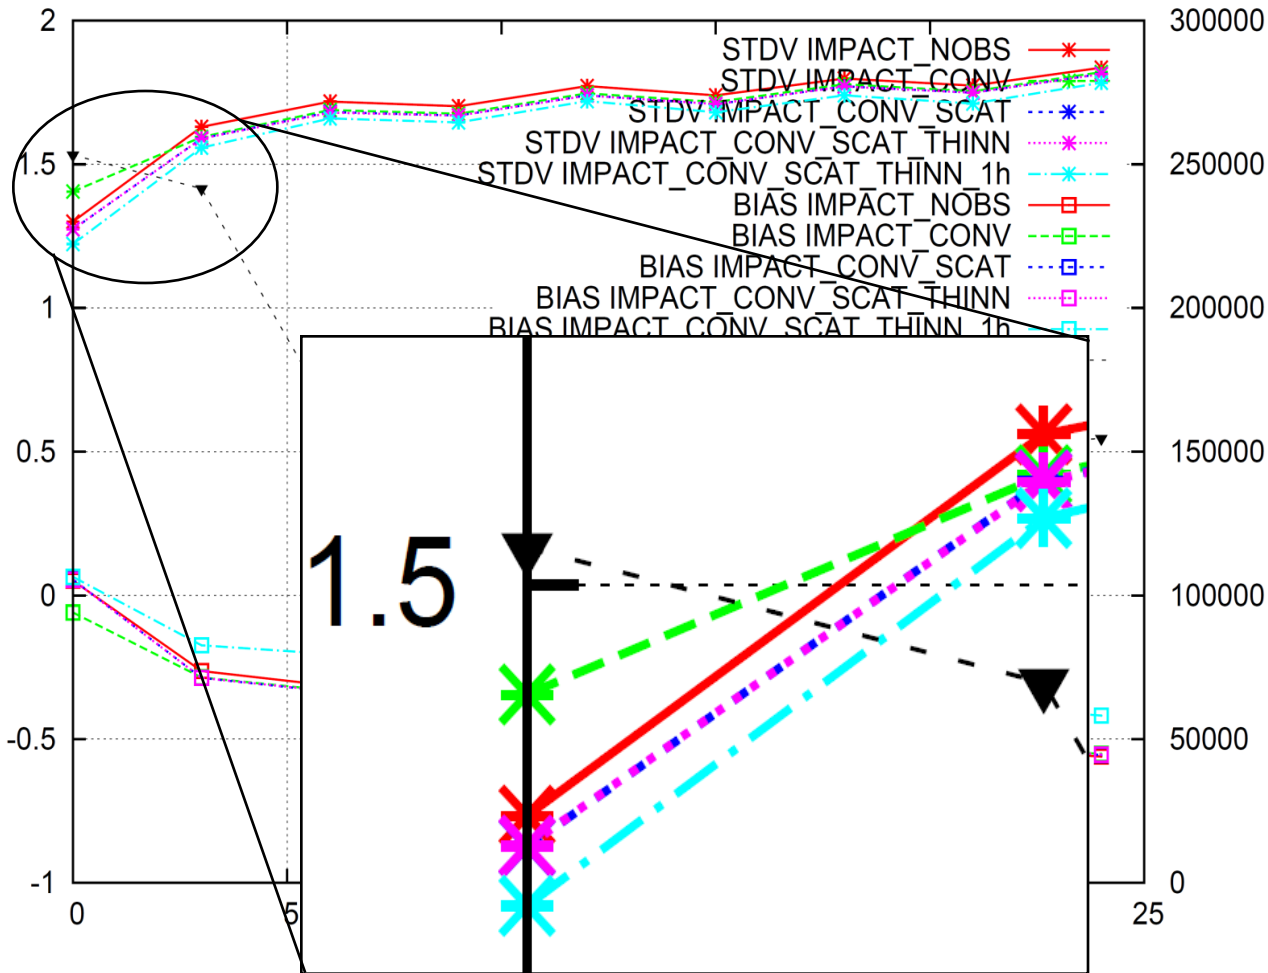 2
300000
STDV IMPACT_NOBS
STDV IMPACT_CONV
STDV IMPACT_CONV_SCAT
STDV IMPACT_CONV_SCAT_THINN
1.5
250000
STDV IMPACT_CONV_SCAT_THINN_1h
BIAS IMPACT_NOBS
BIAS IMPACT_CONV
BIAS IMPACT_CONV_SCAT
BIAS IMPACT_CONV_SCAT_THINN
1
200000
BIAS IMPACT_CONV_SCAT_THINN_1h
0.5
150000
1.5
0
100000
-0.5
50000
-1
0
0
5
25